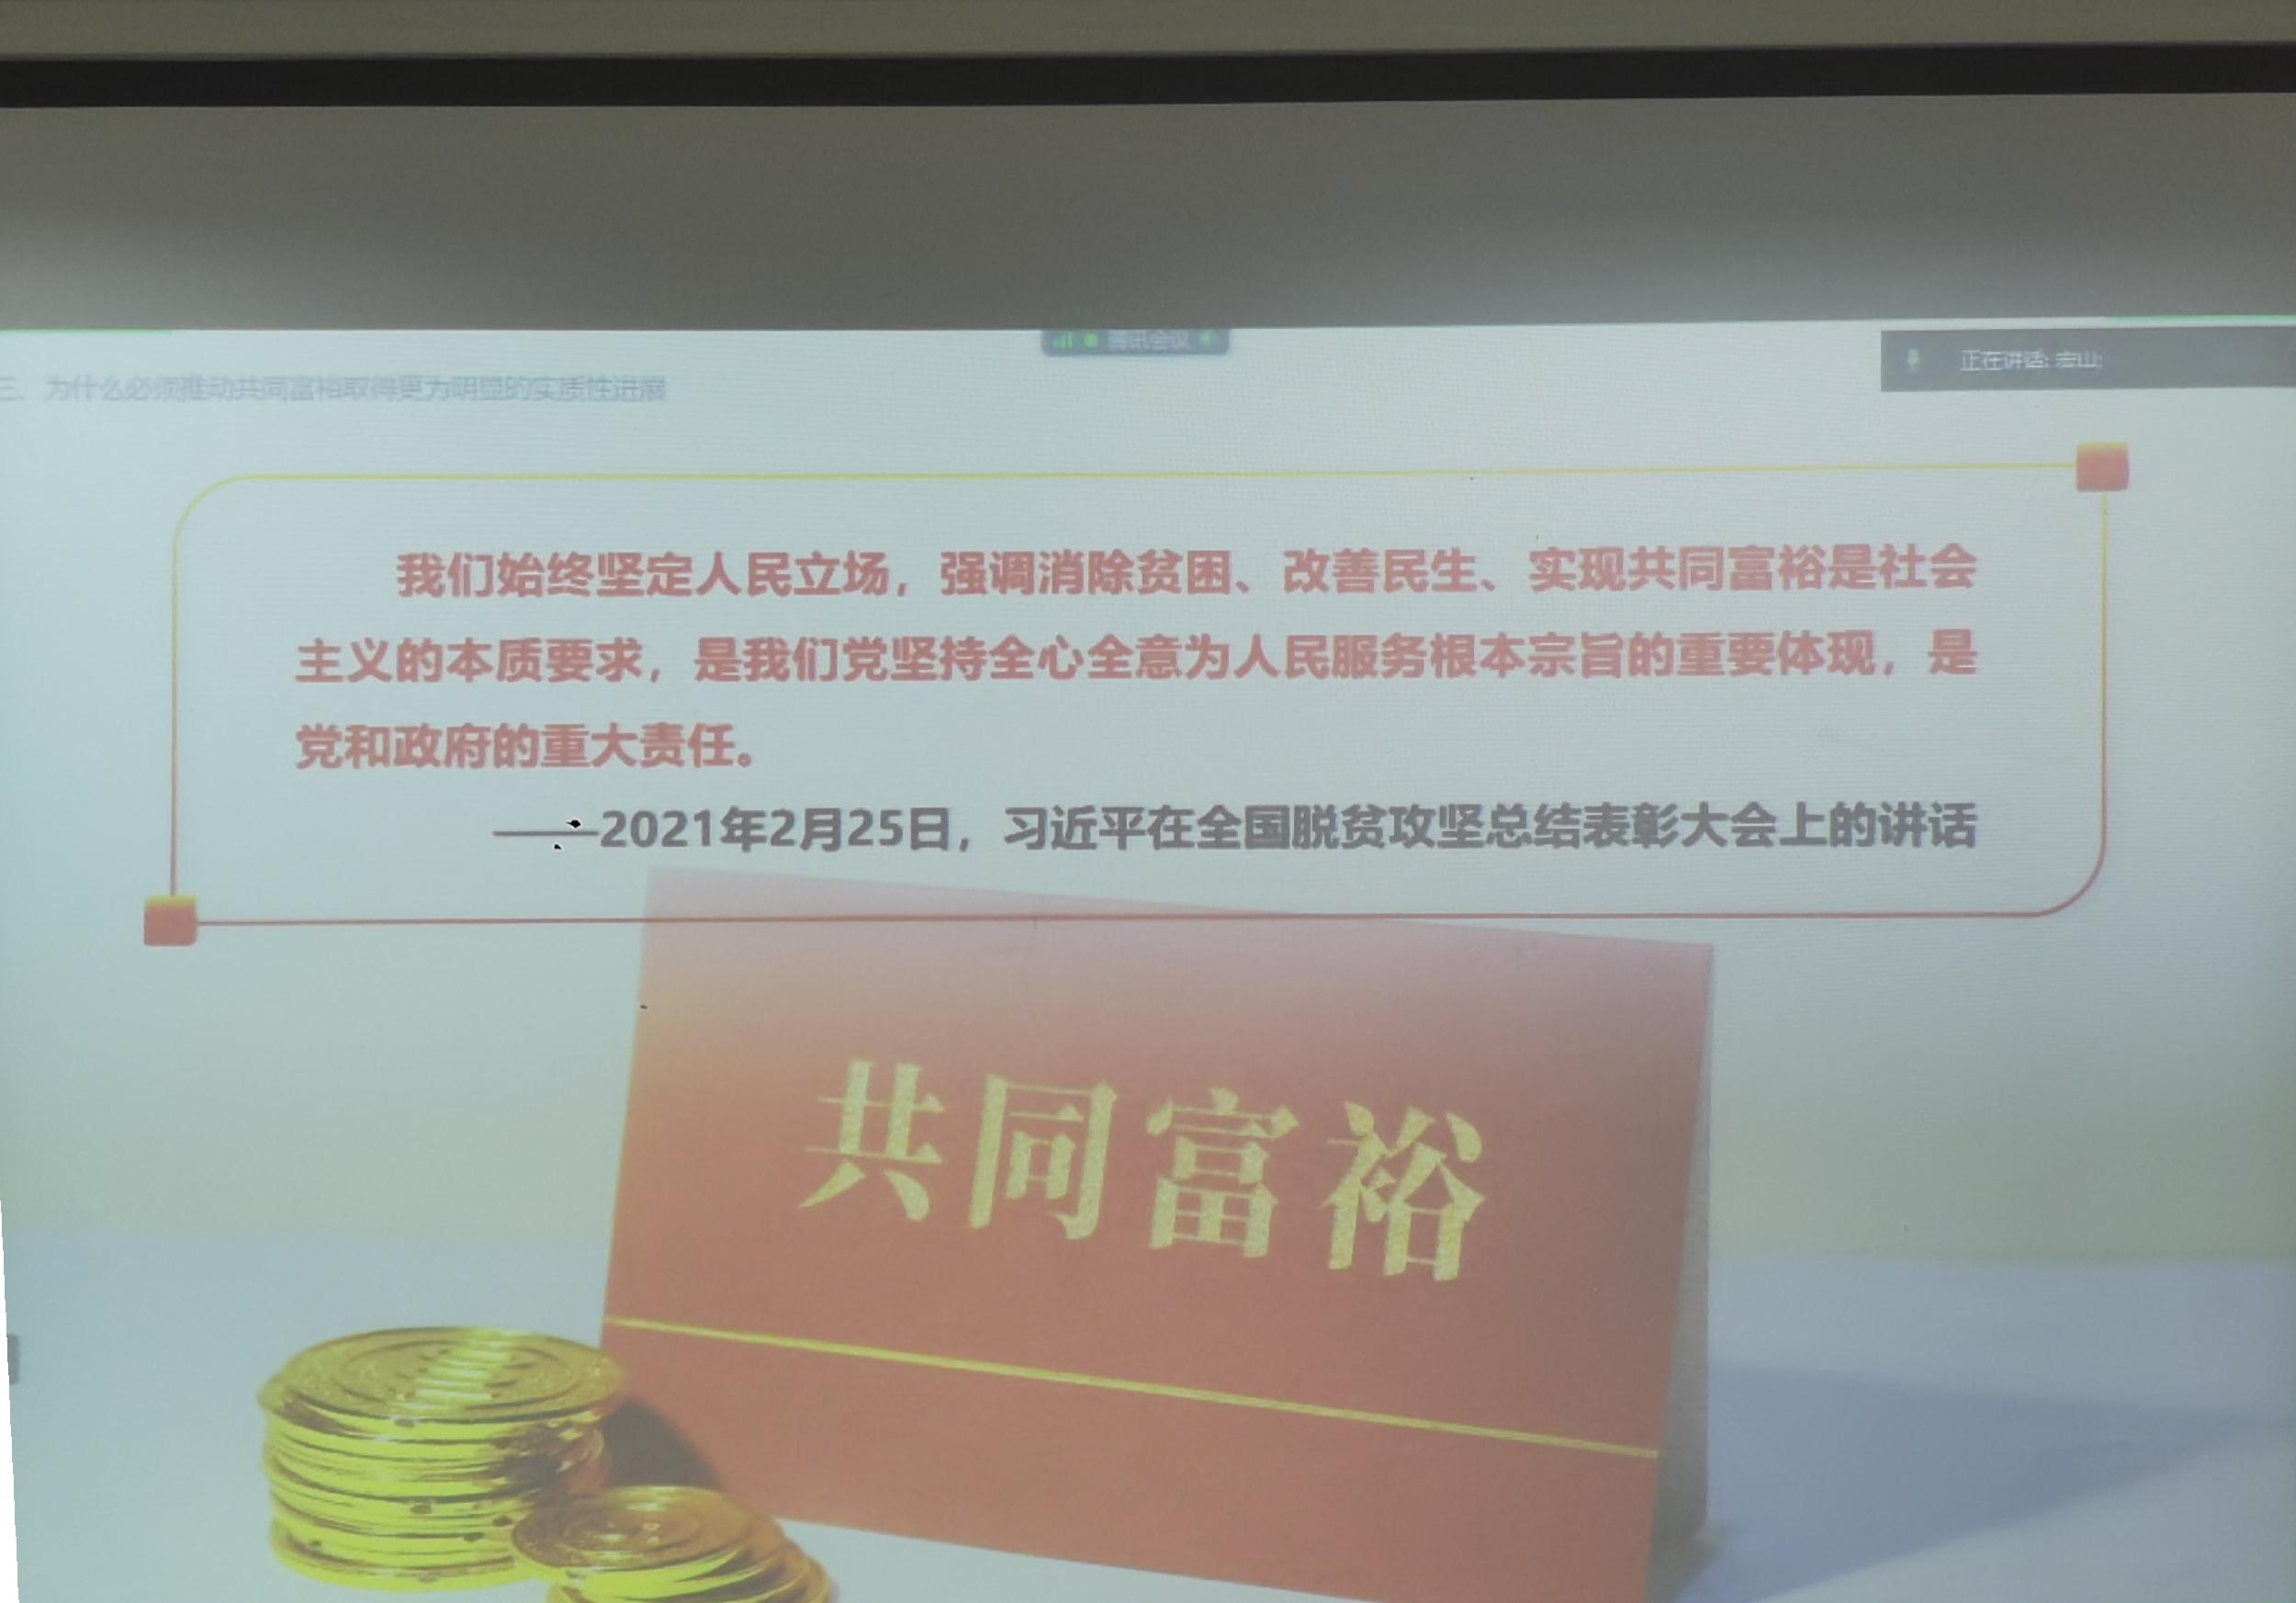 腾讯会议
正在讲话: 宏山;
三、为什么必须推动共同富裕取得更为明显的实质性进展
我们始终坚定人民立场，强调消除贫困、改善民生、实现共同富裕是社会
主义的本质要求，是我们党坚持全心全意为人民服务根本宗旨的重要体现，是
党和政府的重大责任。
——2021年2月25日，习近平在全国脱贫攻坚总结表彰大会上的讲话
共同富裕